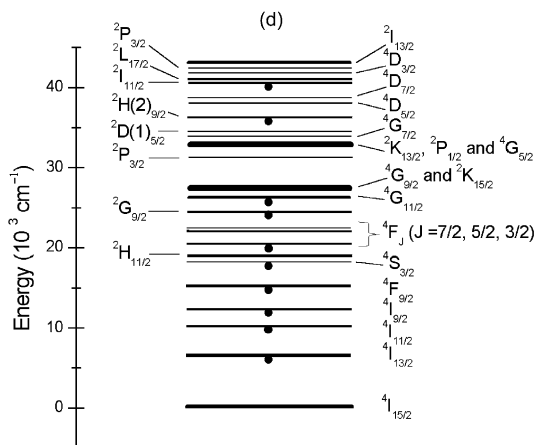 (d)
²P₃/₂
²L₁₇/₂
²I₁₁/₂
²H(2)₉/₂
²D(1)₅/₂
²P₃/₂
²G₉/₂
²H₁₁/₂
²I₁₃/₂
⁴D₃/₂
⁴D₇/₂
⁴D₅/₂
⁴G₇/₂
²K₁₃/₂, ²P₁/₂ and ⁴G₅/₂
⁴G₉/₂ and ²K₁₅/₂
⁴G₁₁/₂
⁴F_J (J =7/2, 5/2, 3/2)
⁴S₃/₂
⁴F₉/₂
⁴I₉/₂
⁴I₁₁/₂
⁴I₁₃/₂
⁴I₁₅/₂
40
30
20
10
0
Energy (10³ cm⁻¹)